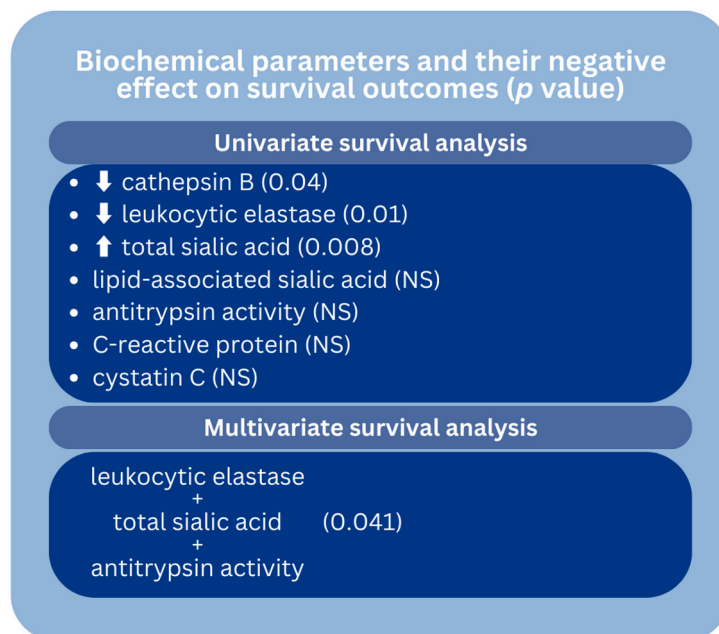 Biochemical parameters and their negative
effect on survival outcomes (p value)
Univariate survival analysis
• ⬇ cathepsin B (0.04)
• ⬇ leukocytic elastase (0.01)
• ⬆ total sialic acid (0.008)
• lipid-associated sialic acid (NS)
• antitrypsin activity (NS)
• C-reactive protein (NS)
• cystatin C (NS)
Multivariate survival analysis
leukocytic elastase
+
total sialic acid (0.041)
+
antitrypsin activity